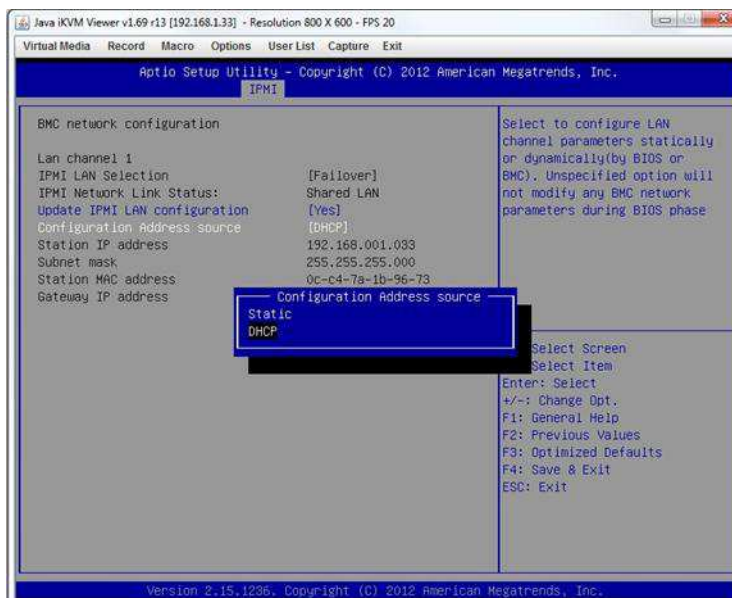 Java iKVM Viewer v1.69 r13 [192.168.1.33] - Resolution 800 X 600 - FPS 20
Virtual Media Record Macro Options User List Capture Exit
Aptio Setup Utility - Copyright (C) 2012 American Megatrends, Inc.
IPMI
BMC network configuration
Lan channel 1
IPMI LAN Selection [Failover]
IPMI Network Link Status: Shared LAN
Update IPMI LAN configuration [Yes]
Configuration Address source [DHCP]
Station IP address 192.168.001.033
Subnet mask 255.255.255.000
Station MAC address 0c-c4-7a-1b-96-73
Gateway IP address
Configuration Address source
Static
DHCP
Select to configure LAN
channel parameters statically
or dynamically(by BIOS or
BMC). Unspecified option will
not modify any BMC network
parameters during BIOS phase
Select Screen
Select Item
Enter: Select
+/-: Change Opt.
F1: General Help
F2: Previous Values
F3: Optimized Defaults
F4: Save & Exit
ESC: Exit
Version 2.15.1236. Copyright (C) 2012 American Megatrends, Inc.